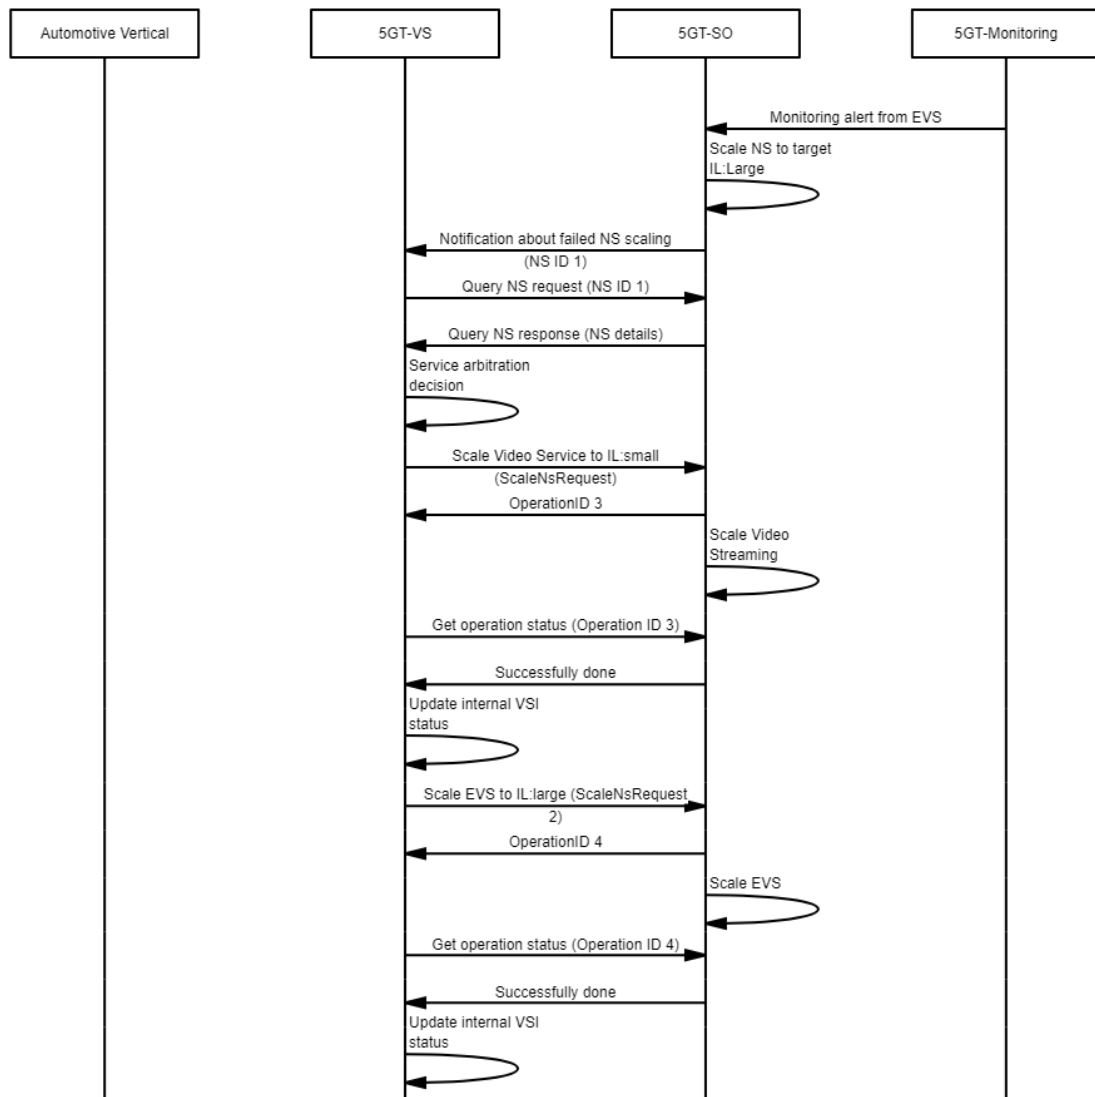 Automotive Vertical
5GT-VS
5GT-SO
5GT-Monitoring
Monitoring alert from EVS
Scale NS to target
IL:Large
Notification about failed NS scaling
(NS ID 1)
Query NS request (NS ID 1)
Query NS response (NS details)
Service arbitration
decision
Scale Video Service to IL:small
(ScaleNsRequest)
OperationID 3
Scale Video
Streaming
Get operation status (Operation ID 3)
Successfully done
Update internal VSI
status
Scale EVS to IL:large (ScaleNsRequest
2)
OperationID 4
Scale EVS
Get operation status (Operation ID 4)
Successfully done
Update internal VSI
status